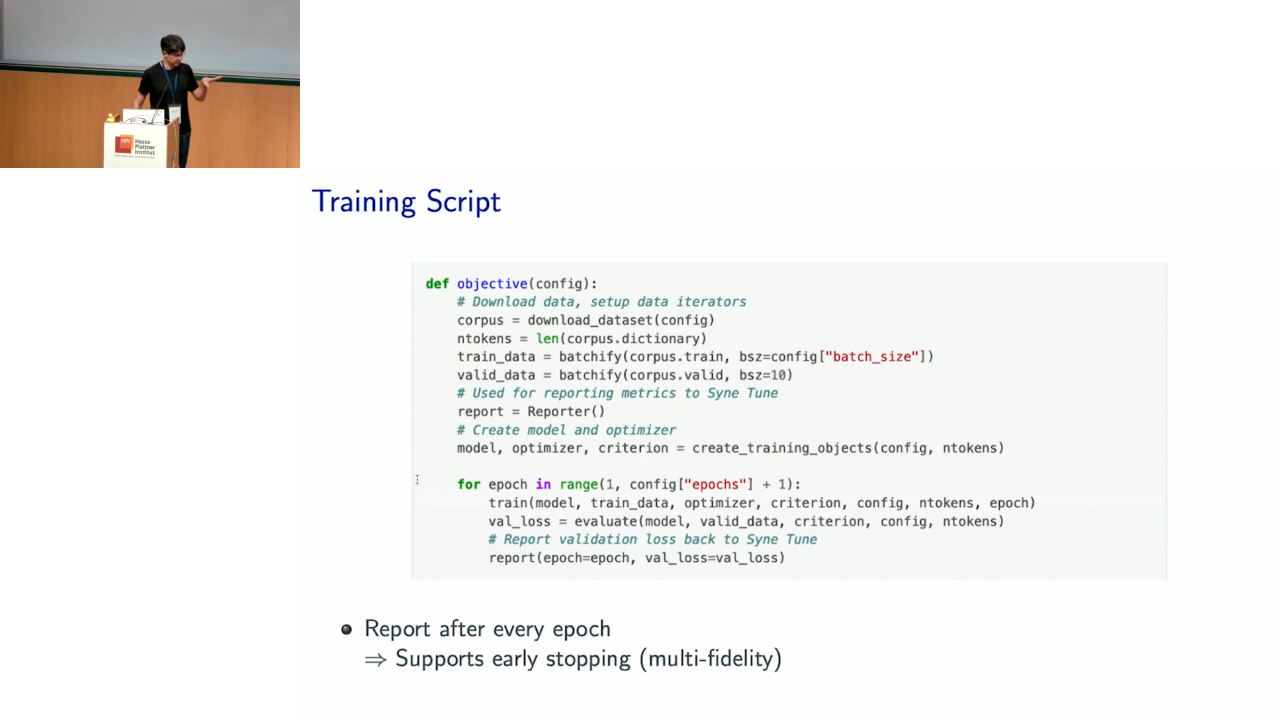 HPI
Hasso
Plattner
Institut
Training Script
def objective(config):
    # Download data, setup data iterators
    corpus = download_dataset(config)
    ntokens = len(corpus.dictionary)
    train_data = batchify(corpus.train, bsz=config["batch_size"])
    valid_data = batchify(corpus.valid, bsz=10)
    # Used for reporting metrics to Syne Tune
    report = Reporter()
    # Create model and optimizer
    model, optimizer, criterion = create_training_objects(config, ntokens)
    for epoch in range(1, config["epochs"] + 1):
        train(model, train_data, optimizer, criterion, config, ntokens, epoch)
        val_loss = evaluate(model, valid_data, criterion, config, ntokens)
        # Report validation loss back to Syne Tune
        report(epoch=epoch, val_loss=val_loss)
Report after every epoch
⇒ Supports early stopping (multi-fidelity)